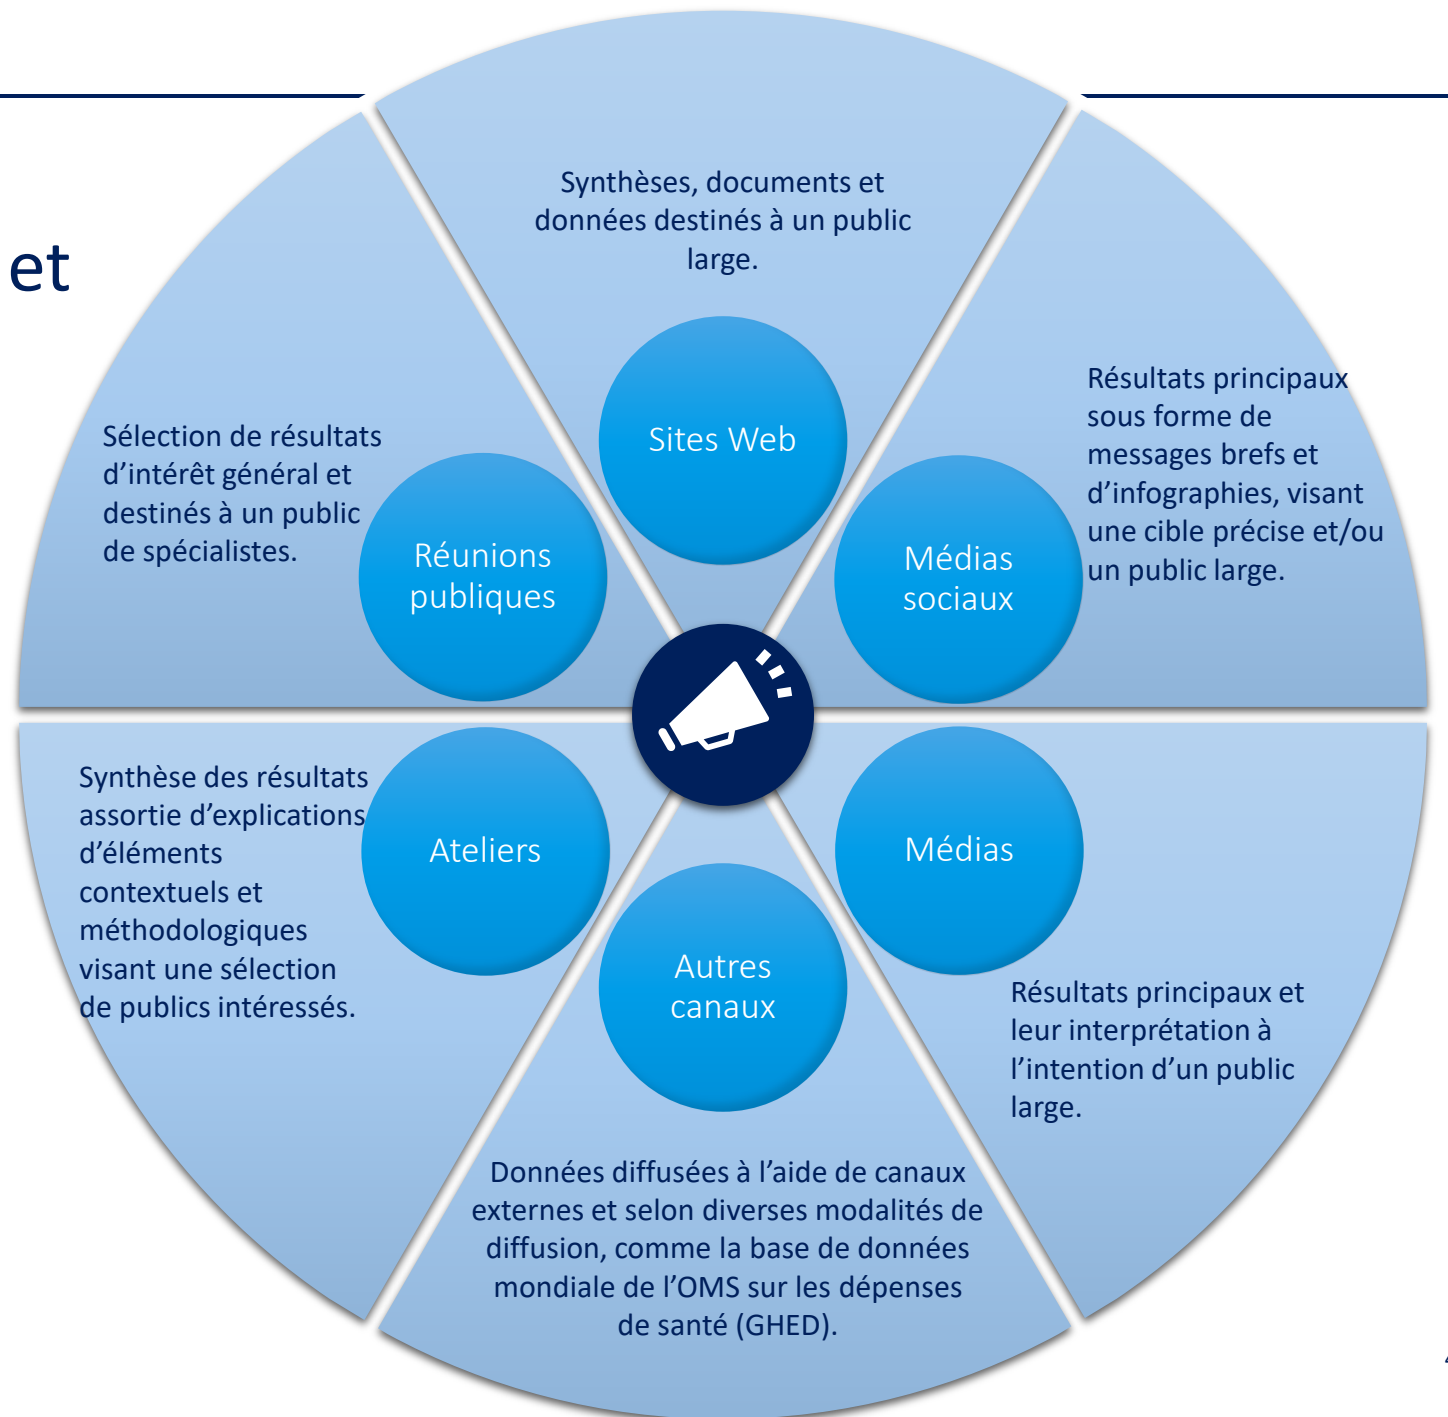 et
Synthèses, documents et
données destinés à un public
large.
Sites Web
Résultats principaux
sous forme de
messages brefs et
d’infographies, visant
une cible précise et/ou
un public large.
Médias
sociaux
Sélection de résultats
d’intérêt général et
destinés à un public
de spécialistes.
Réunions
publiques
Synthèse des résultats
assortie d’explications
d’éléments
contextuels et
méthodologiques
visant une sélection
de publics intéressés.
Ateliers
Médias
Résultats principaux et
leur interprétation à
l’intention d’un public
large.
Autres
canaux
Données diffusées à l’aide de canaux
externes et selon diverses modalités de
diffusion, comme la base de données
mondiale de l’OMS sur les dépenses
de santé (GHED).